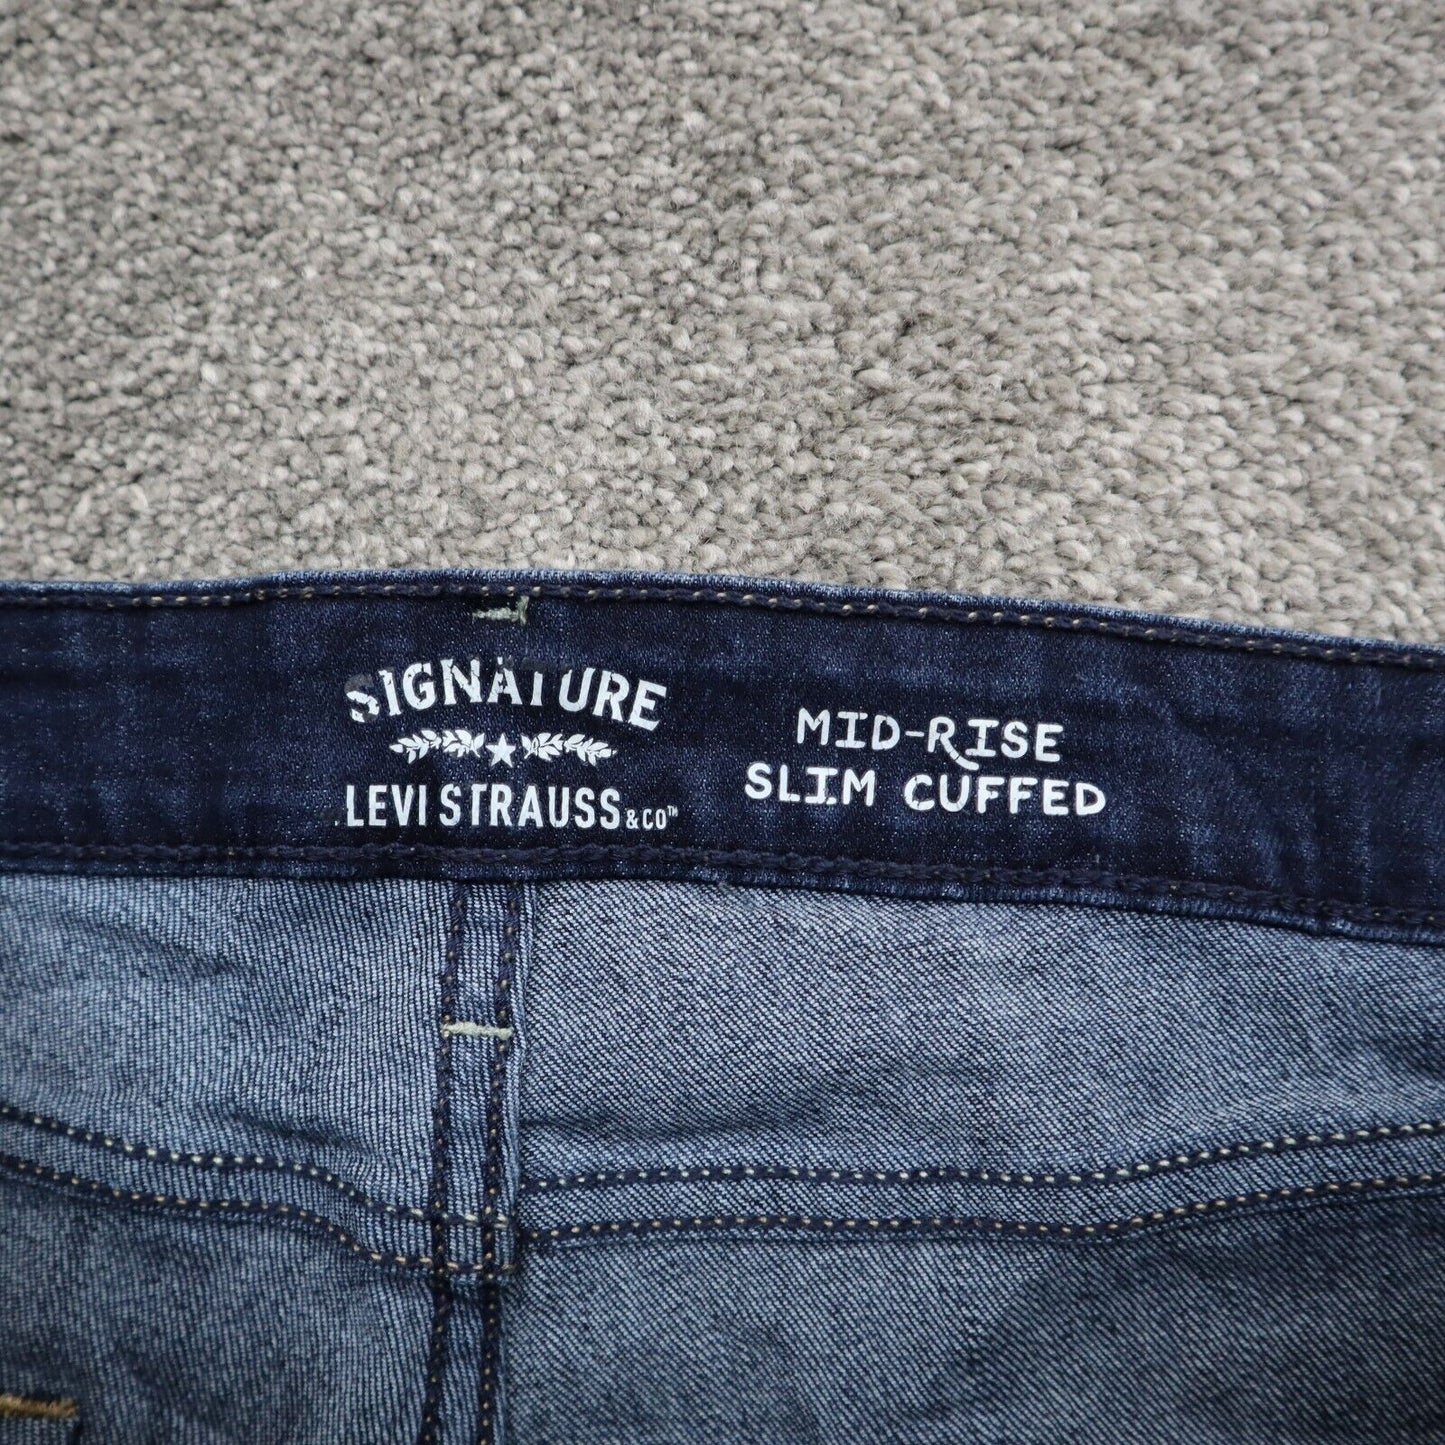 SIGNATURE
LEVI STRAUSS & CO™
MID-RISE
SLIM CUFFED